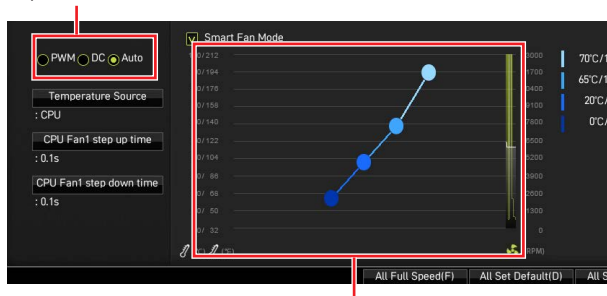 Smart Fan Mode
PWM DC Auto
0/194
0/176
0/158
0/140
0/122
0/104
0/ 86
0/ 68
0/ 50
0/ 32
(°F)
3000
1700
9100
7800
6500
5200
3900
2600
1300
0
(RPM)
70°C/1
65°C/1
20°C/
0°C/
Temperature Source
: CPU
CPU Fan1 step up time
: 0.1s
CPU Fan1 step down time
: 0.1s
All Full Speed(F) All Set Default(D) All S